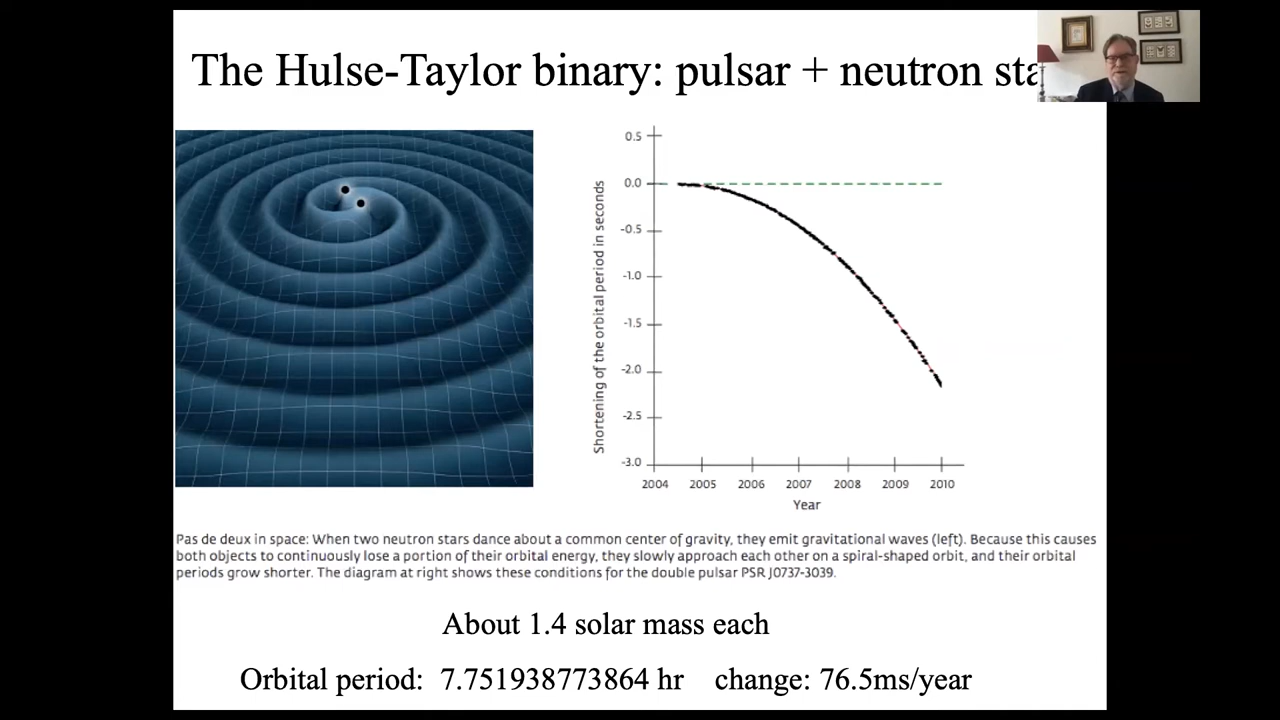 The Hulse-Taylor binary: pulsar + neutron sta
Shortening of the orbital period in seconds
0.5
0.0
-0.5
-1.0
-1.5
-2.0
-2.5
-3.0
2004 2005 2006 2007 2008 2009 2010
Year
Pas de deux in space: When two neutron stars dance about a common center of gravity, they emit gravitational waves (left). Because this causes
both objects to continuously lose a portion of their orbital energy, they slowly approach each other on a spiral-shaped orbit, and their orbital
periods grow shorter. The diagram at right shows these conditions for the double pulsar PSR J0737-3039.
About 1.4 solar mass each
Orbital period: 7.751938773864 hr change: 76.5ms/year